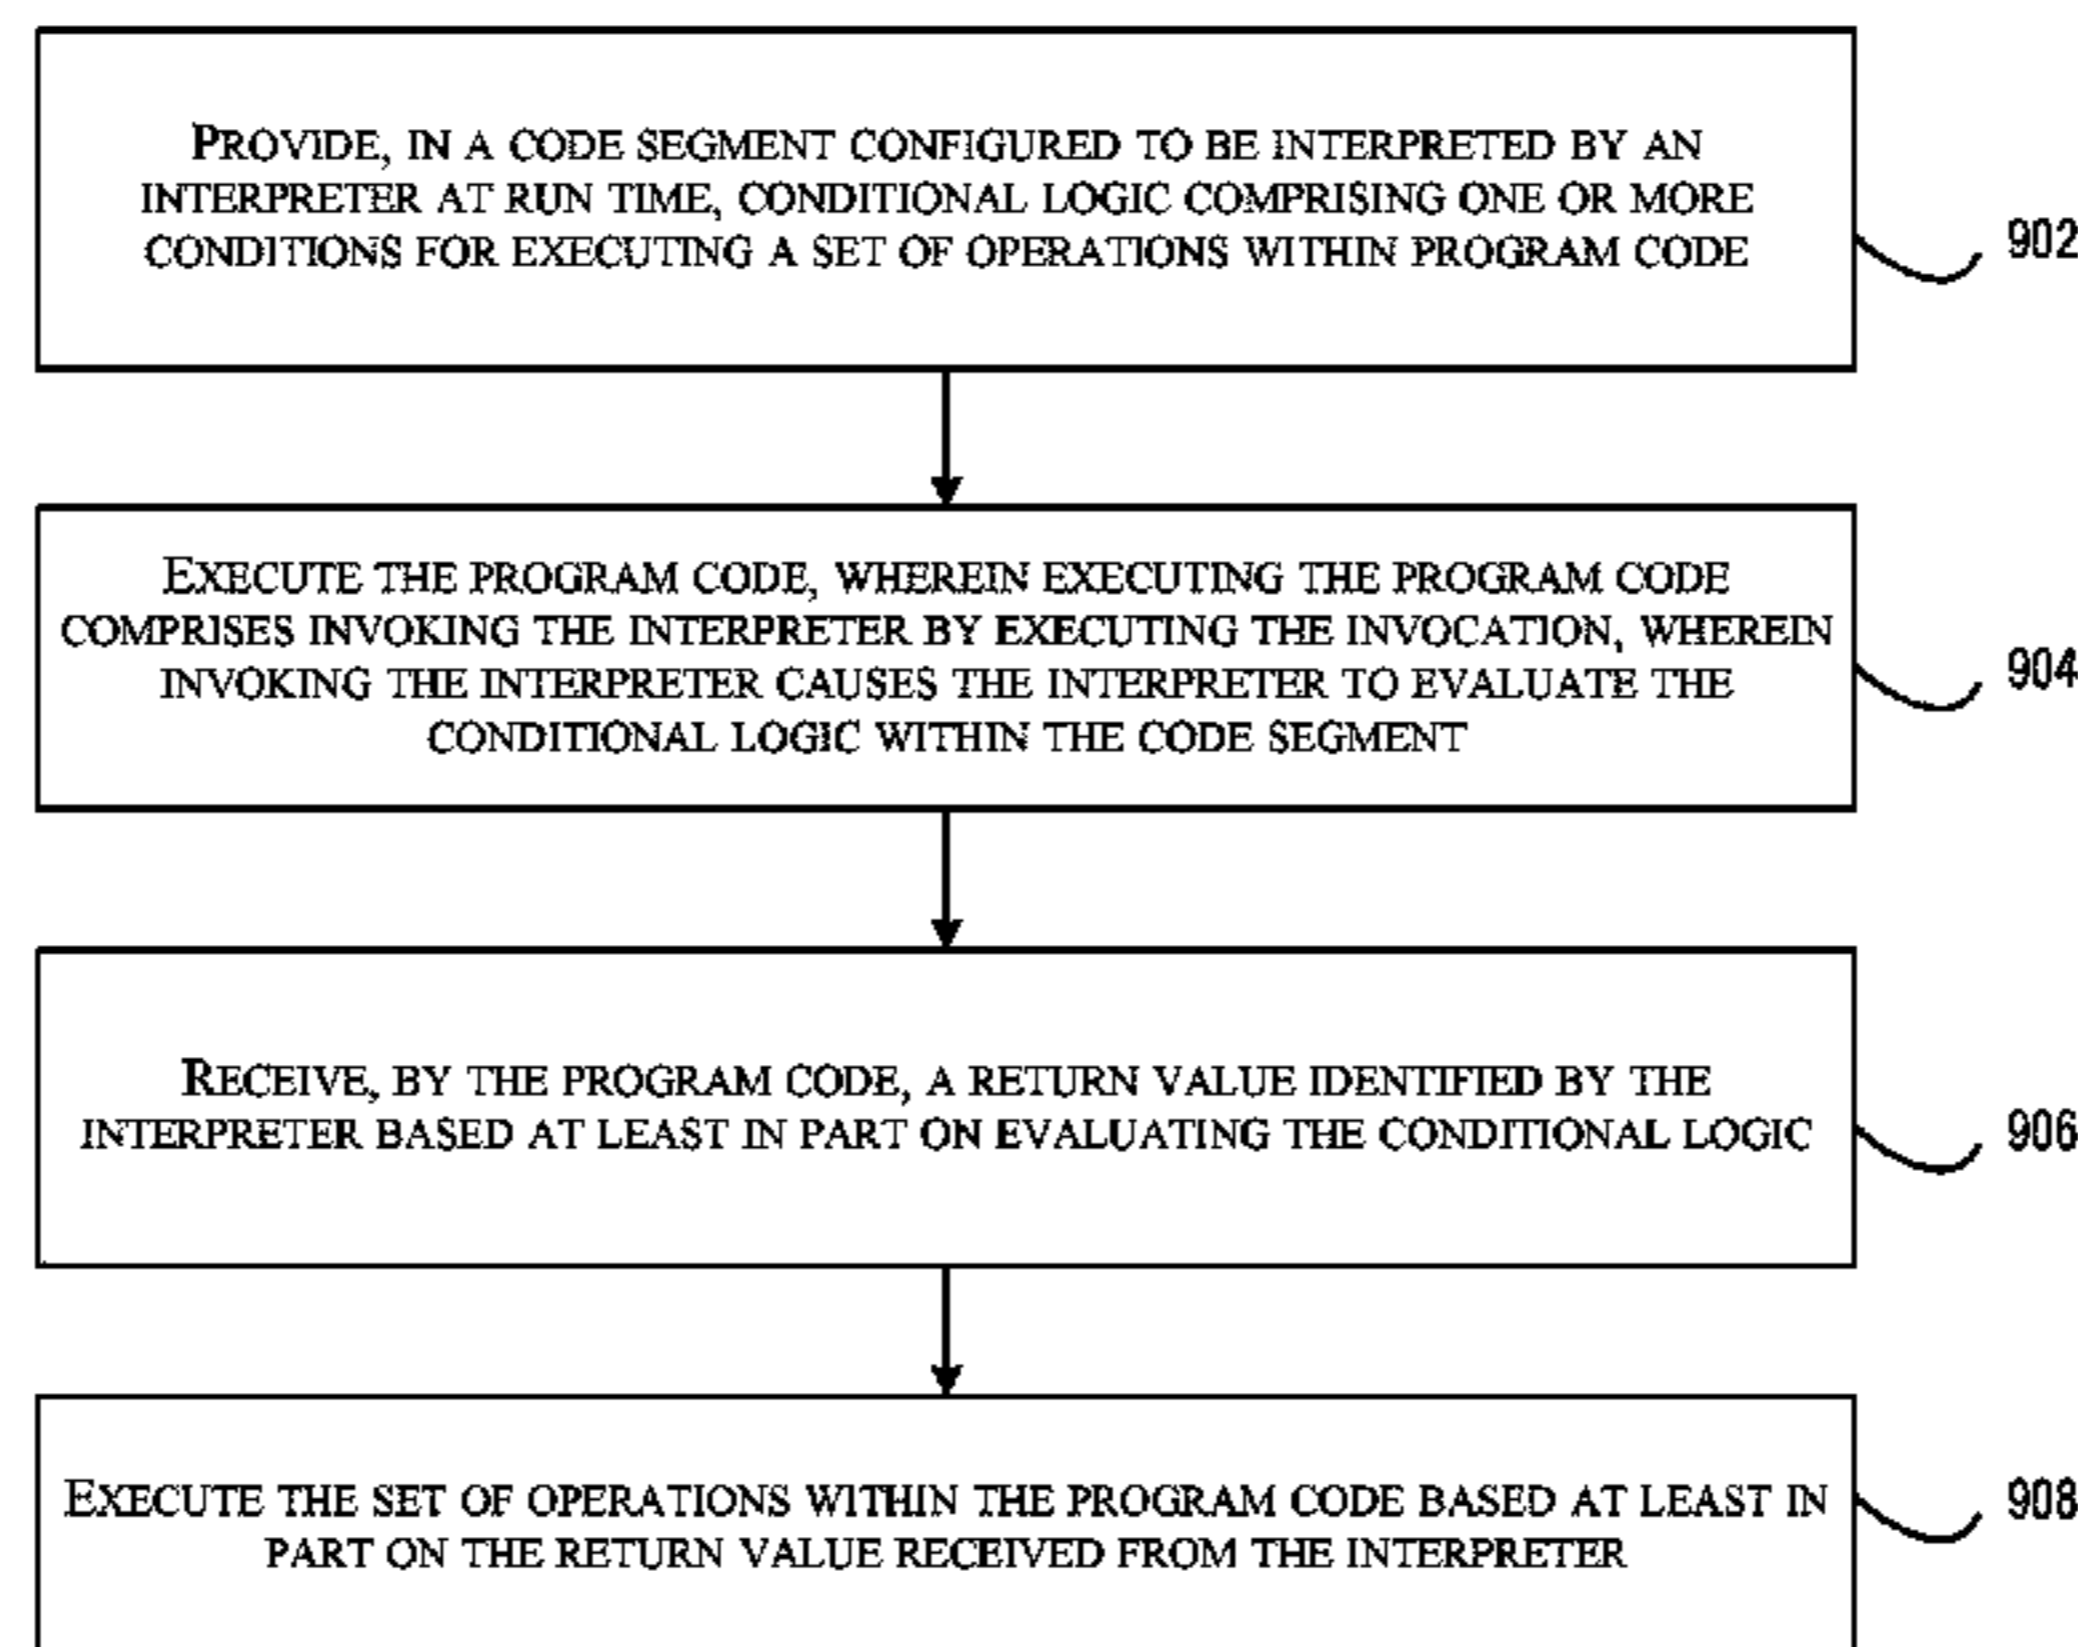 PROVIDE, IN A CODE SEGMENT CONFIGURED TO BE INTERPRETED BY AN
INTERPRETER AT RUN TIME, CONDITIONAL LOGIC COMPRISING ONE OR MORE
CONDITIONS FOR EXECUTING A SET OF OPERATIONS WITHIN PROGRAM CODE
902
EXECUTE THE PROGRAM CODE, WHEREIN EXECUTING THE PROGRAM CODE
COMPRISES INVOKING THE INTERPRETER BY EXECUTING THE INVOCATION, WHEREIN
INVOKING THE INTERPRETER CAUSES THE INTERPRETER TO EVALUATE THE
CONDITIONAL LOGIC WITHIN THE CODE SEGMENT
904
RECEIVE, BY THE PROGRAM CODE, A RETURN VALUE IDENTIFIED BY THE
INTERPRETER BASED AT LEAST IN PART ON EVALUATING THE CONDITIONAL LOGIC
906
EXECUTE THE SET OF OPERATIONS WITHIN THE PROGRAM CODE BASED AT LEAST IN
PART ON THE RETURN VALUE RECEIVED FROM THE INTERPRETER
908